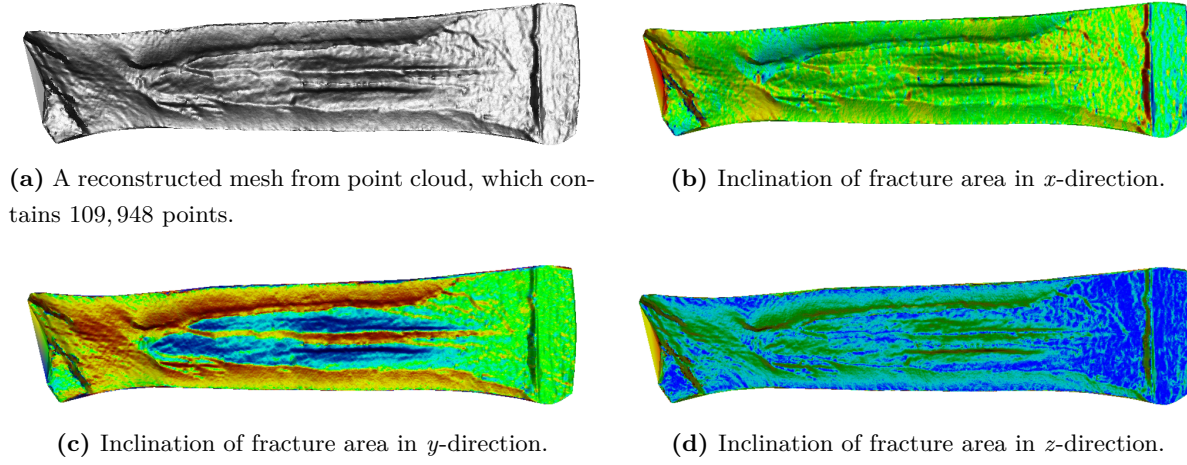 (a) A reconstructed mesh from point cloud, which con-
tains 109, 948 points.
(b) Inclination of fracture area in x-direction.
(c) Inclination of fracture area in y-direction.
(d) Inclination of fracture area in z-direction.